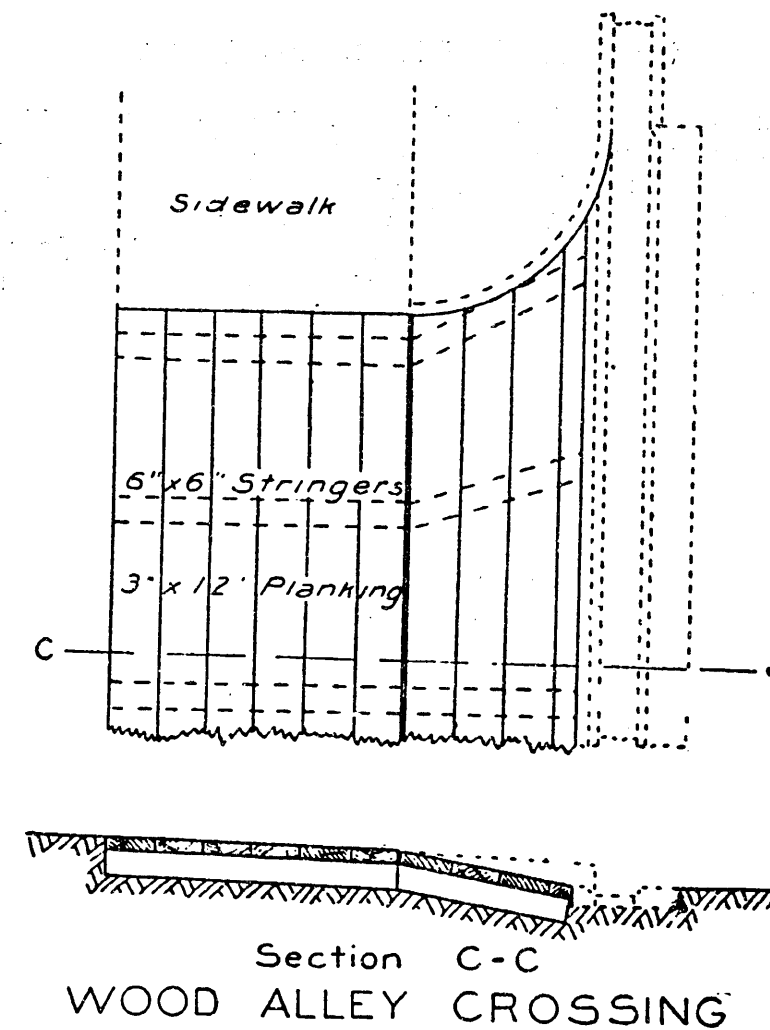 Sidewalk
6"x6" Stringers
3"x12" Planking
C
Section C-C
WOOD ALLEY CROSSING